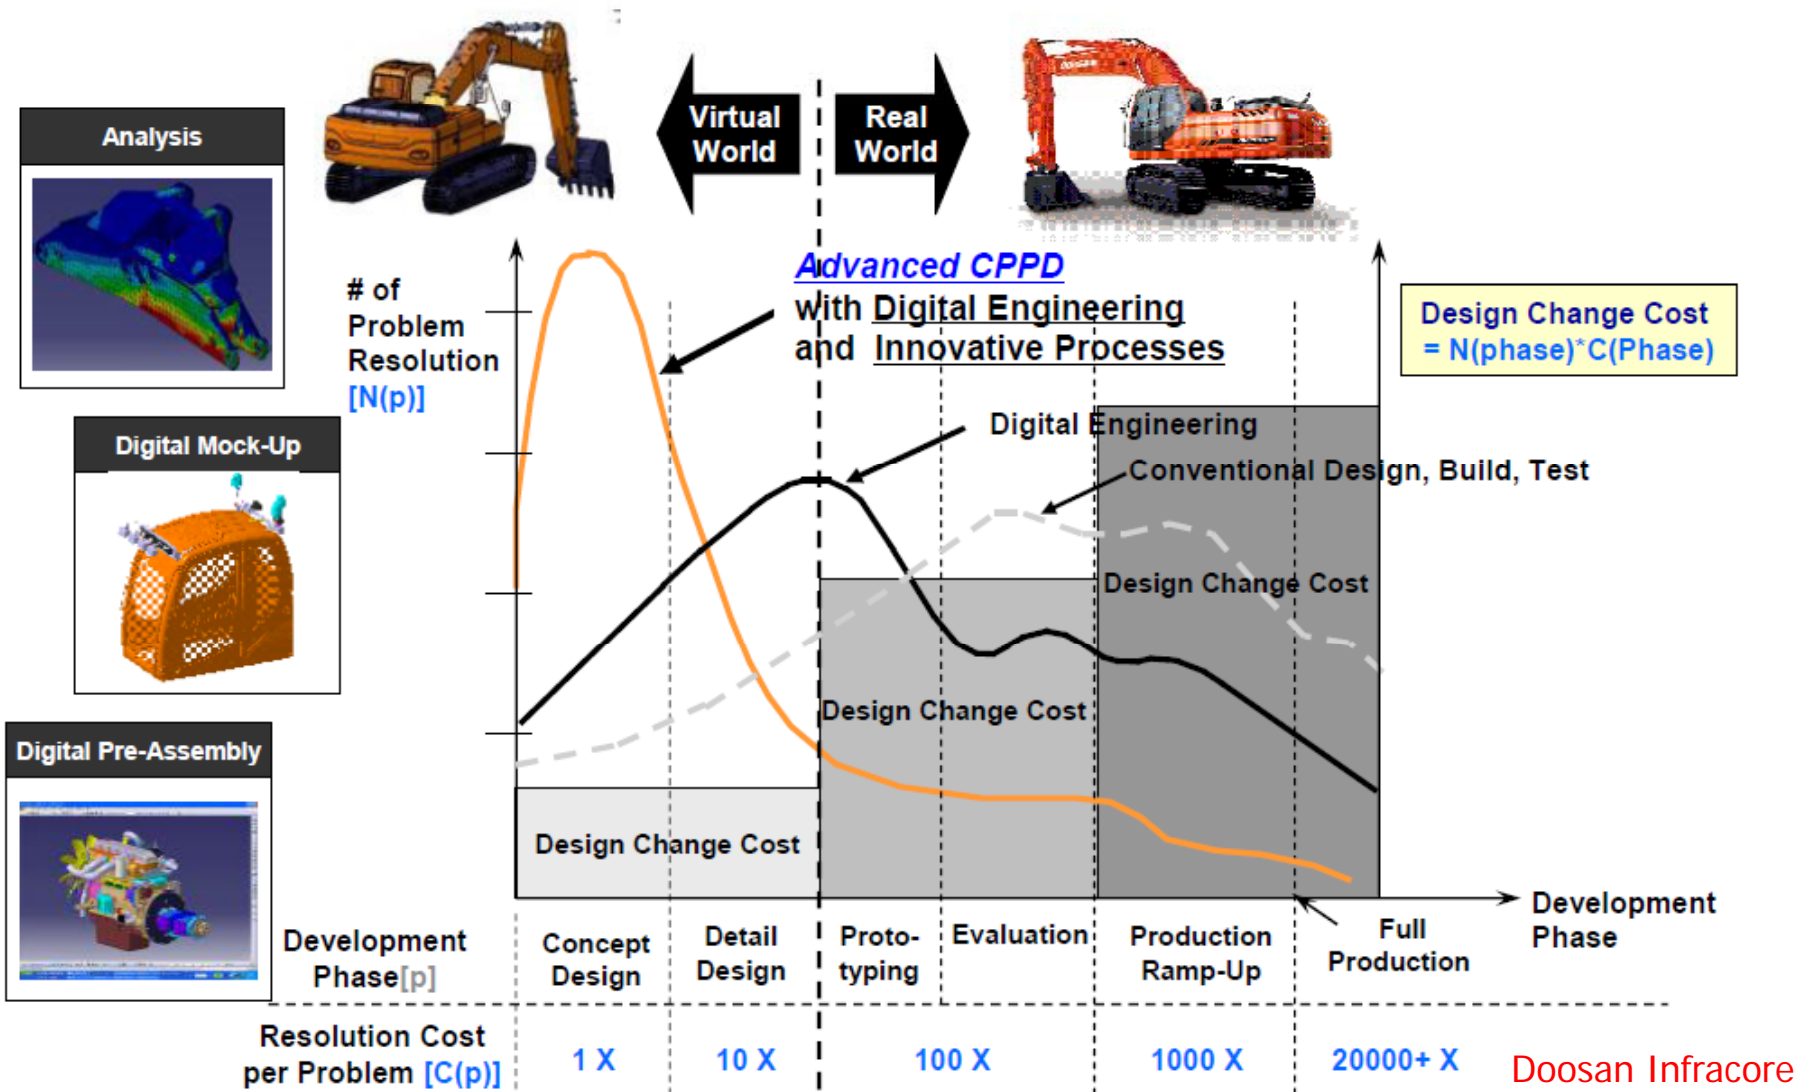 Virtual
World
Real
World
Analysis
Advanced CPPD
with Digital Engineering
and Innovative Processes
# of
Problem
Resolution
[N(p)]
Design Change Cost
= N(phase)*C(Phase)
Digital Engineering
Conventional Design, Build, Test
Digital Mock-Up
Design Change Cost
Design Change Cost
Digital Pre-Assembly
Design Change Cost
Development
Phase
Development
Phase[p]
Concept
Design
Detail
Design
Proto-
typing
Evaluation
Production
Ramp-Up
Full
Production
Resolution Cost
per Problem [C(p)]
1 X
10 X
100 X
1000 X
20000+ X
Doosan Infracore